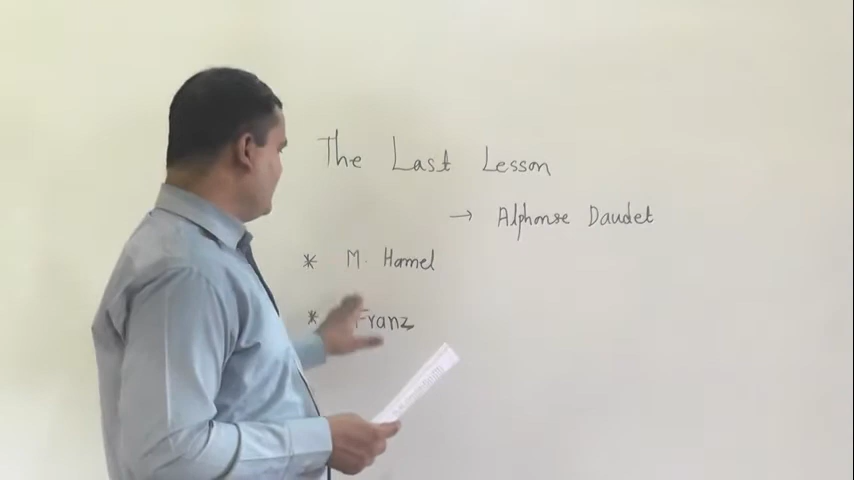 The Last Lesson
→ Alphonse Daudet
* M. Hamel
* Franz